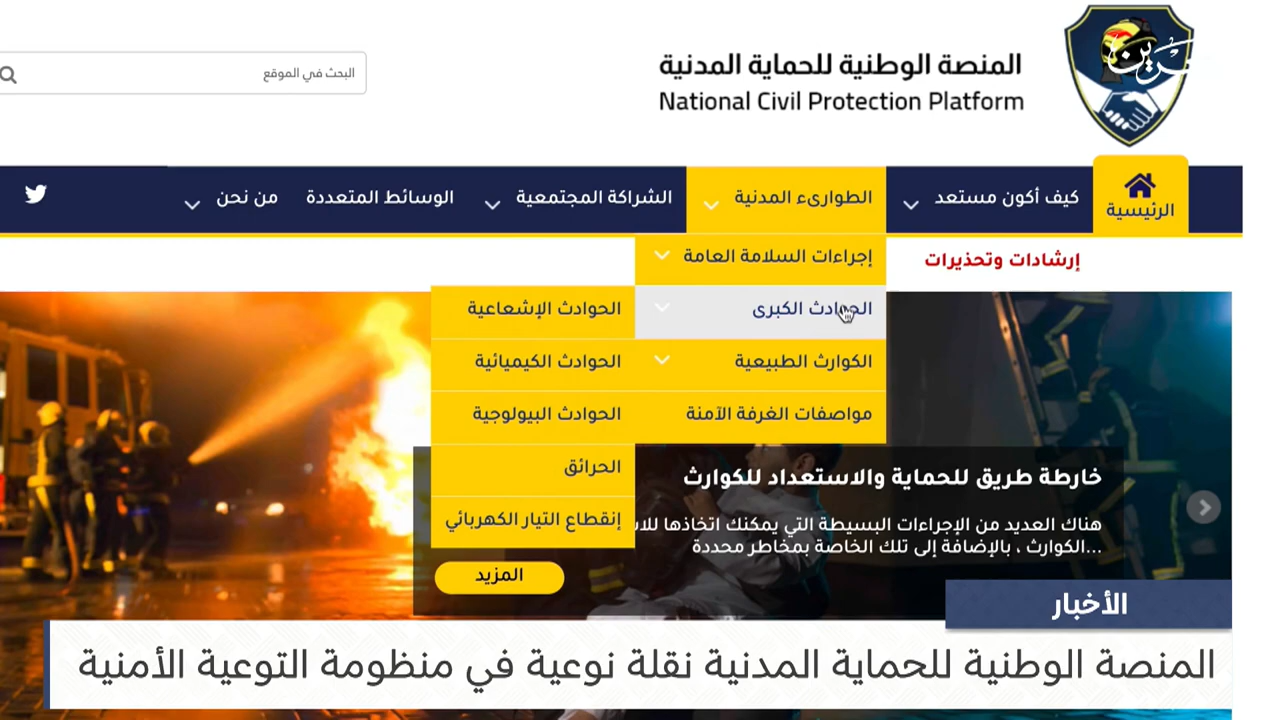 البحرين
المنصة الوطنية للحماية المدنية
National Civil Protection Platform
البحث في الموقع
الرئيسية
كيف أكون مستعد
الطوارىء المدنية
الشراكة المجتمعية
الوسائط المتعددة
من نحن
إرشادات وتحذيرات
إجراءات السلامة العامة
الحوادث الكبرى
الكوارث الطبيعية
مواصفات الغرفة الآمنة
الحوادث الإشعاعية
الحوادث الكيميائية
الحوادث البيولوجية
الحرائق
إنقطاع التيار الكهربائي
خارطة طريق للحماية والاستعداد للكوارث
هناك العديد من الإجراءات البسيطة التي يمكنك اتخاذها
الكوارث ، بالإضافة إلى تلك الخاصة بمخاطر محددة...
المزيد
الأخبار
المنصة الوطنية للحماية المدنية نقلة نوعية في منظومة التوعية الأمنية